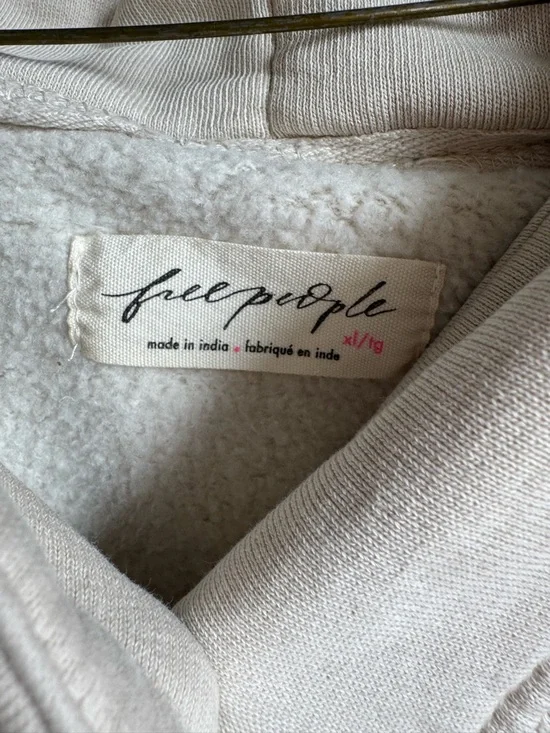 free people
xl/tg
made in india • fabriqué en inde